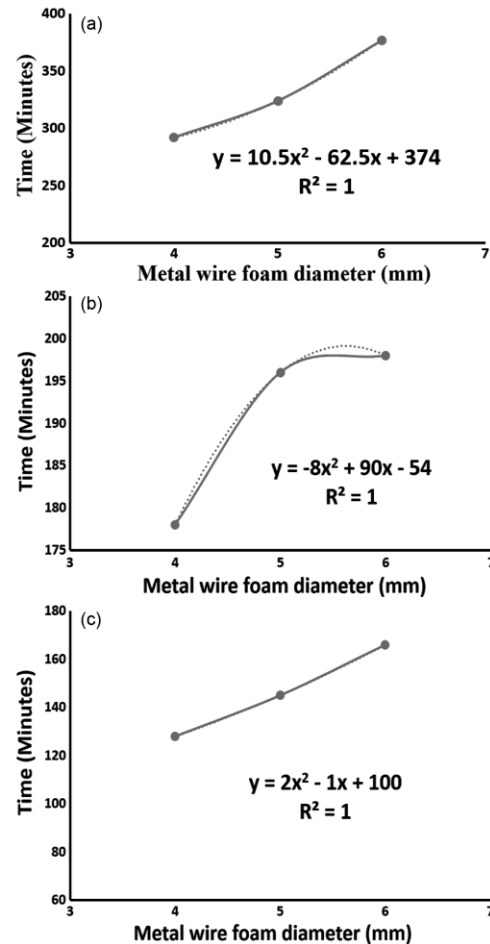 (a)
400
350
300
250
200
Time (Minutes)
y = 10.5x² - 62.5x + 374
R² = 1
3 4 5 6 7
Metal wire foam diameter (mm)
(b)
205
200
195
190
185
180
175
Time (Minutes)
y = -8x² + 90x - 54
R² = 1
3 4 5 6 7
Metal wire foam diameter (mm)
(c)
180
160
140
120
100
80
60
Time (Minutes)
y = 2x² - 1x + 100
R² = 1
3 4 5 6 7
Metal wire foam diameter (mm)